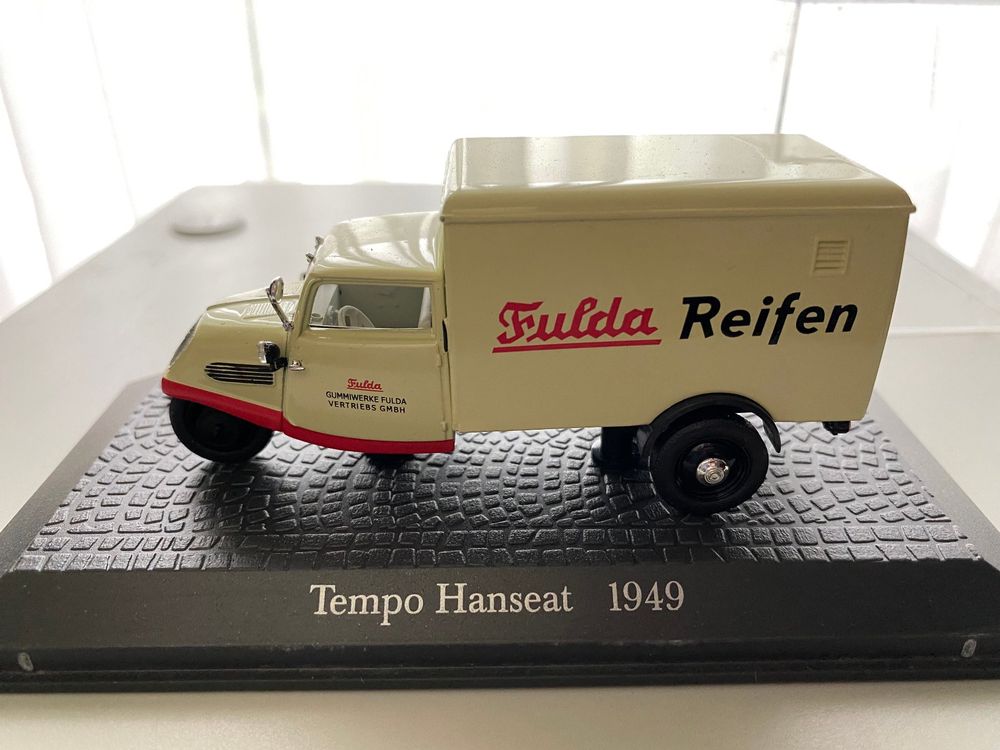 Fulda Reifen
Fulda
GUMMIWERKE FULDA
VERTRIEBS GMBH
Tempo Hanseat 1949